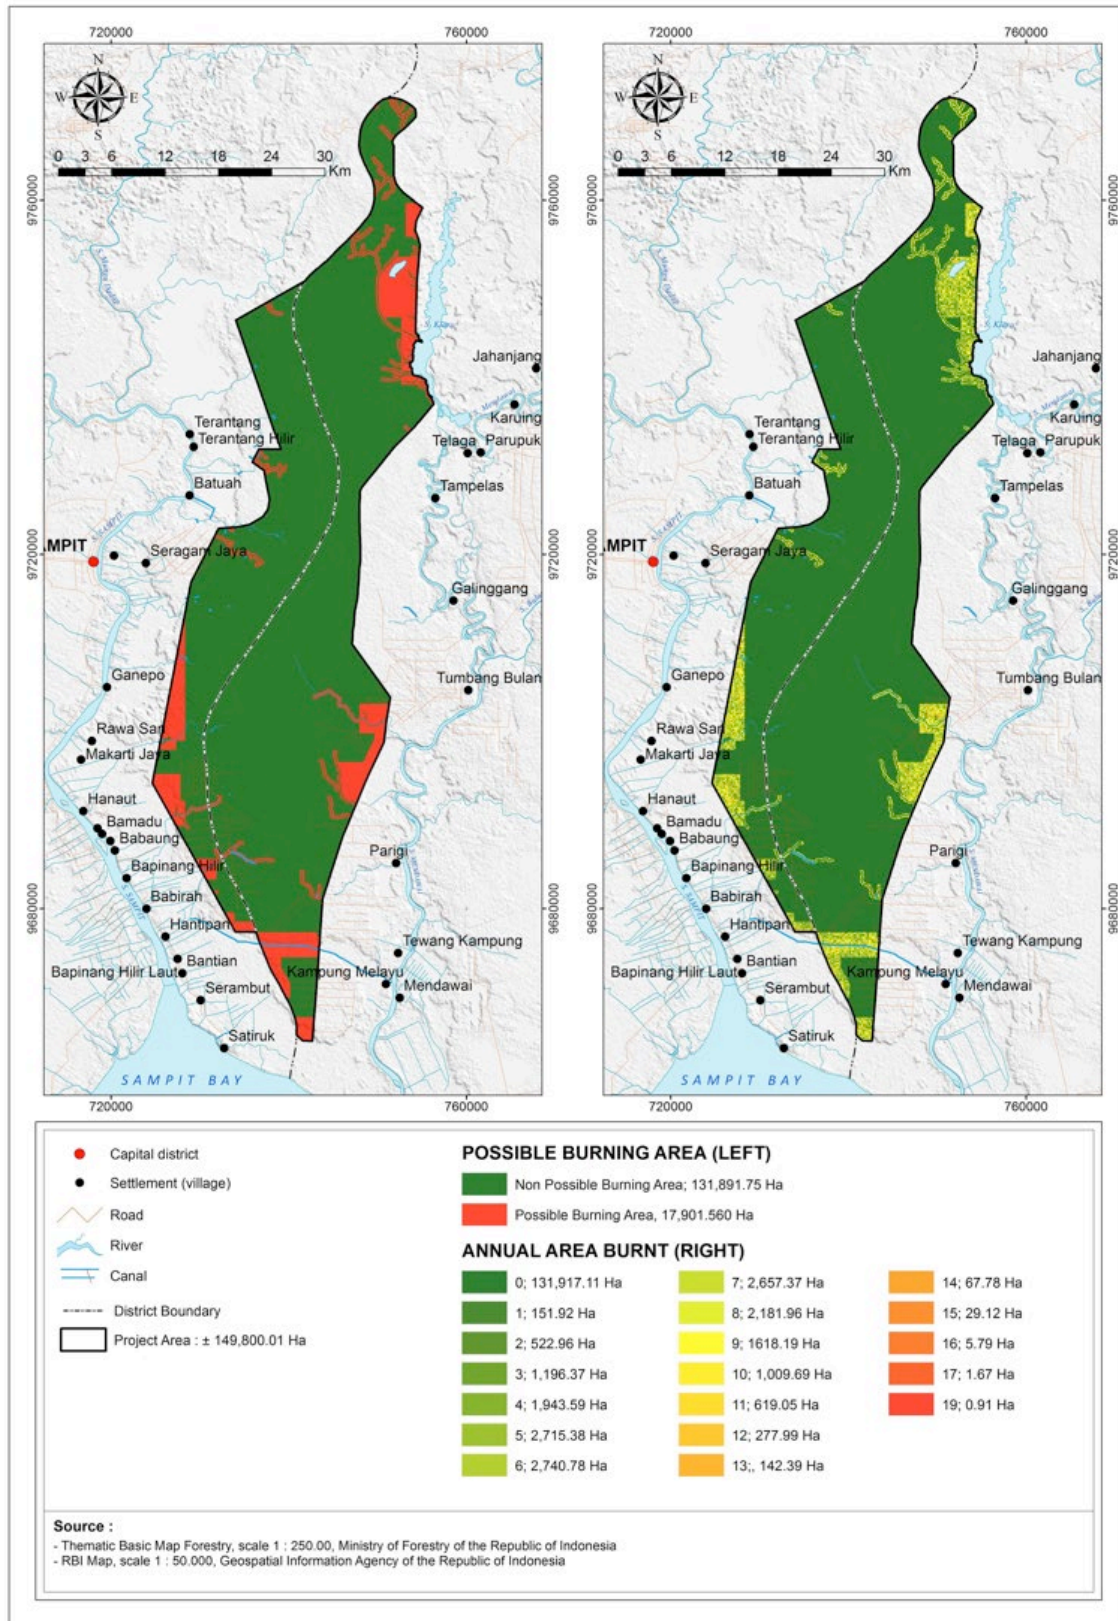 720000
760000
720000
760000
N
W
E
S
N
W
E
S
0 3 6 12 18 24 30
Km
0 3 6 12 18 24 30
Km
9760000
9760000
9760000
9720000
9720000
9720000
9680000
9680000
9680000
S. Klaru
Jahanjang
Karuing
Terantang
Terantang Hilir
Telaga
Parupuk
Batuah
Tampelas
S. SAMPIT
.MPIT
Seragam Jaya
Galinggang
Ganepo
Tumbang Bulan
Rawa Sari
Makarti Jaya
Hanaut
Bamadu
Babaung
Bapinang Hilir
Parigi
Babirah
S. SAMPIT
Hantipan
Tewang Kampung
Bantian
Bapinang Hilir Laut
Kampung Melayu
Serambut
Mendawai
Satiruk
SAMPIT BAY
Jahanjang
Karuing
Terantang
Terantang Hilir
Telaga
Parupuk
Batuah
Tampelas
S. SAMPIT
.MPIT
Seragam Jaya
Galinggang
Ganepo
Tumbang Bulan
Rawa Sari
Makarti Jaya
Hanaut
Bamadu
Babaung
Bapinang Hilir
Parigi
Babirah
S. SAMPIT
Hantipan
Tewang Kampung
Bantian
Bapinang Hilir Laut
Kampung Melayu
Serambut
Mendawai
Satiruk
SAMPIT BAY
720000
760000
720000
760000
Capital district
Settlement (village)
Road
River
Canal
District Boundary
Project Area : ± 149,800.01 Ha
POSSIBLE BURNING AREA (LEFT)
Non Possible Burning Area; 131,891.75 Ha
Possible Burning Area, 17,901.560 Ha
ANNUAL AREA BURNT (RIGHT)
0; 131,917.11 Ha
1; 151.92 Ha
2; 522.96 Ha
3; 1,196.37 Ha
4; 1,943.59 Ha
5; 2,715.38 Ha
6; 2,740.78 Ha
7; 2,657.37 Ha
8; 2,181.96 Ha
9; 1618.19 Ha
10; 1,009.69 Ha
11; 619.05 Ha
12; 277.99 Ha
13;, 142.39 Ha
14; 67.78 Ha
15; 29.12 Ha
16; 5.79 Ha
17; 1.67 Ha
19; 0.91 Ha
Source :
- Thematic Basic Map Forestry, scale 1 : 250.00, Ministry of Forestry of the Republic of Indonesia
- RBI Map, scale 1 : 50.000, Geospatial Information Agency of the Republic of Indonesia